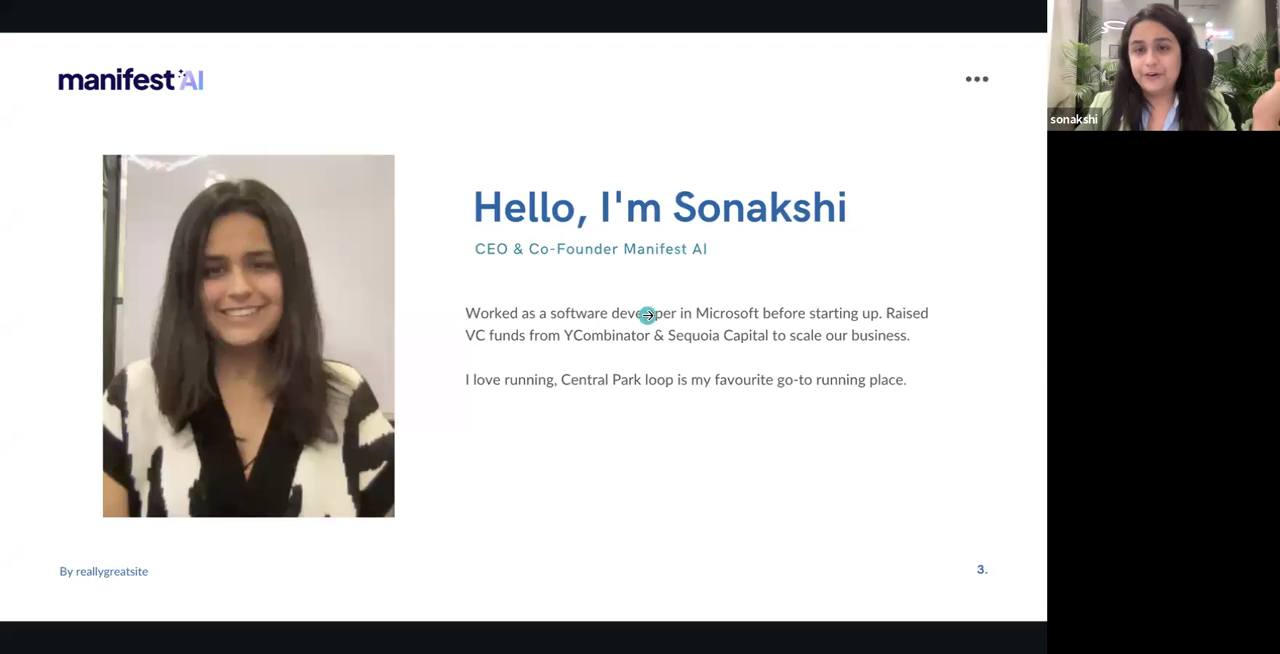 manifest AI
Hello, I'm Sonakshi
CEO & Co-Founder Manifest AI
Worked as a software developer in Microsoft before starting up. Raised
VC funds from YCombinator & Sequoia Capital to scale our business.
I love running, Central Park loop is my favourite go-to running place.
By reallygreatsite
3.
sonakshi